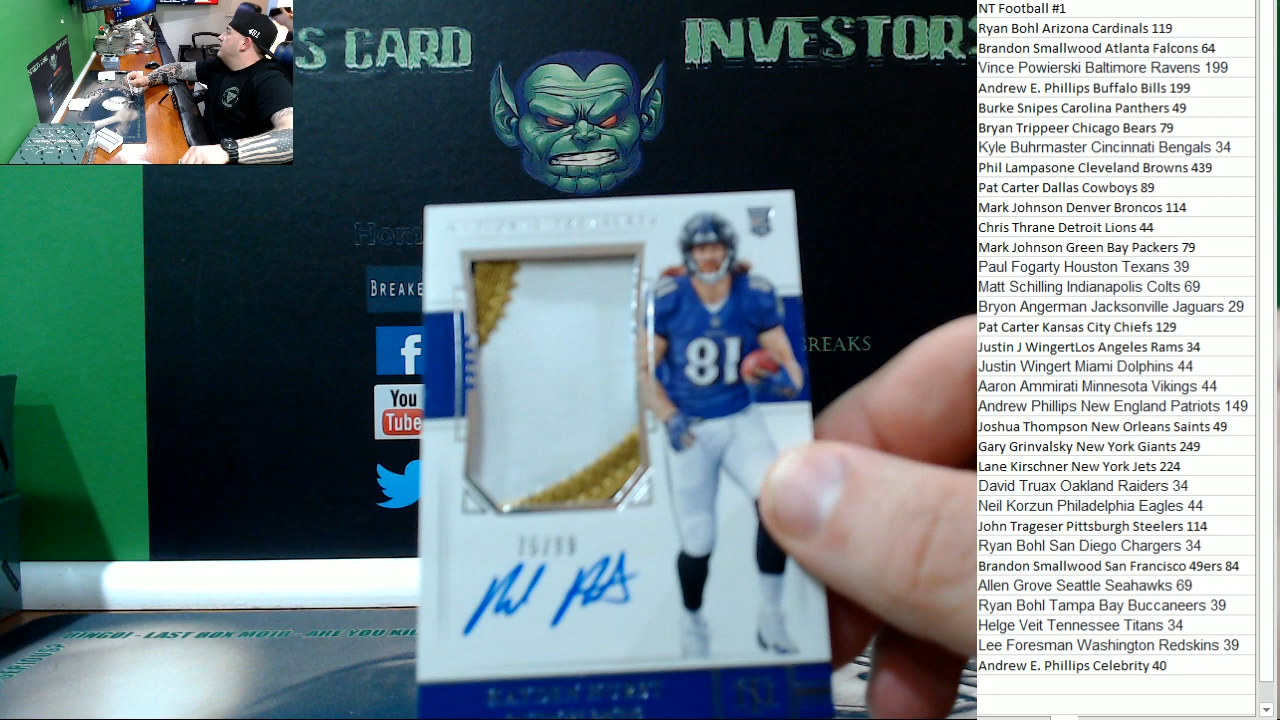 S CARD INVESTORS
BREAKE
f
You
Tube
BREAKS
81
75/99
HAYDEN HURST
NT Football #1
Ryan Bohl Arizona Cardinals 119
Brandon Smallwood Atlanta Falcons 64
Vince Powierski Baltimore Ravens 199
Andrew E. Phillips Buffalo Bills 199
Burke Snipes Carolina Panthers 49
Bryan Trippeer Chicago Bears 79
Kyle Buhrmaster Cincinnati Bengals 34
Phil Lampasone Cleveland Browns 439
Pat Carter Dallas Cowboys 89
Mark Johnson Denver Broncos 114
Chris Thrane Detroit Lions 44
Mark Johnson Green Bay Packers 79
Paul Fogarty Houston Texans 39
Matt Schilling Indianapolis Colts 69
Bryon Angerman Jacksonville Jaguars 29
Pat Carter Kansas City Chiefs 129
Justin J WingertLos Angeles Rams 34
Justin Wingert Miami Dolphins 44
Aaron Ammirati Minnesota Vikings 44
Andrew Phillips New England Patriots 149
Joshua Thompson New Orleans Saints 49
Gary Grinvalsky New York Giants 249
Lane Kirschner New York Jets 224
David Truax Oakland Raiders 34
Neil Korzun Philadelphia Eagles 44
John Trageser Pittsburgh Steelers 114
Ryan Bohl San Diego Chargers 34
Brandon Smallwood San Francisco 49ers 84
Allen Grove Seattle Seahawks 69
Ryan Bohl Tampa Bay Buccaneers 39
Helge Veit Tennessee Titans 34
Lee Foresman Washington Redskins 39
Andrew E. Phillips Celebrity 40